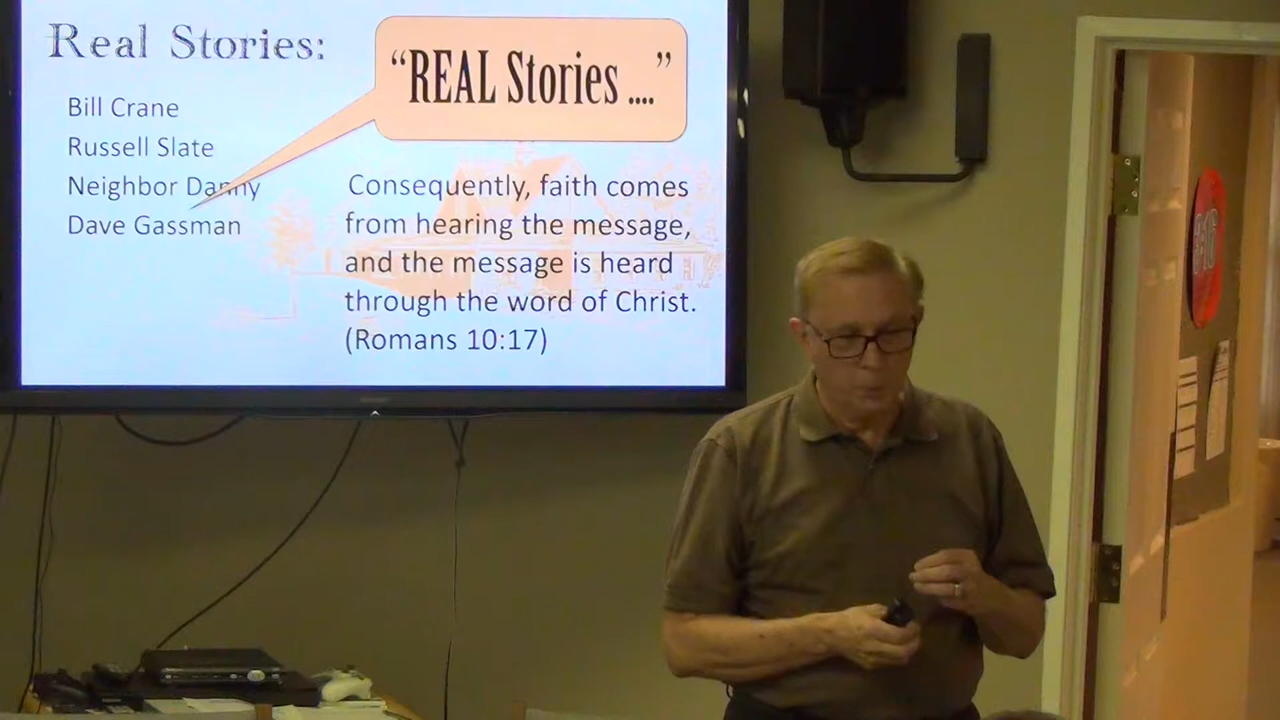 Real Stories:
“REAL Stories ....”
Bill Crane
Russell Slate
Neighbor Danny
Dave Gassman
Consequently, faith comes
from hearing the message,
and the message is heard
through the word of Christ.
(Romans 10:17)